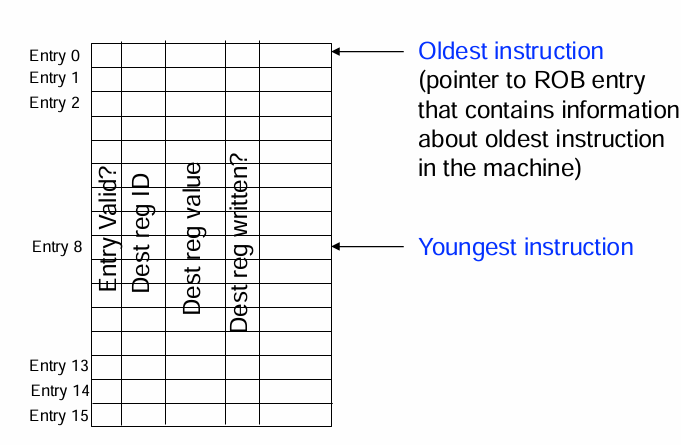 Entry 0
Entry 1
Entry 2
Entry 8
Entry 13
Entry 14
Entry 15
Entry Valid?
Dest reg ID
Dest reg value
Dest reg written?
Oldest instruction
(pointer to ROB entry
that contains information
about oldest instruction
in the machine)
Youngest instruction